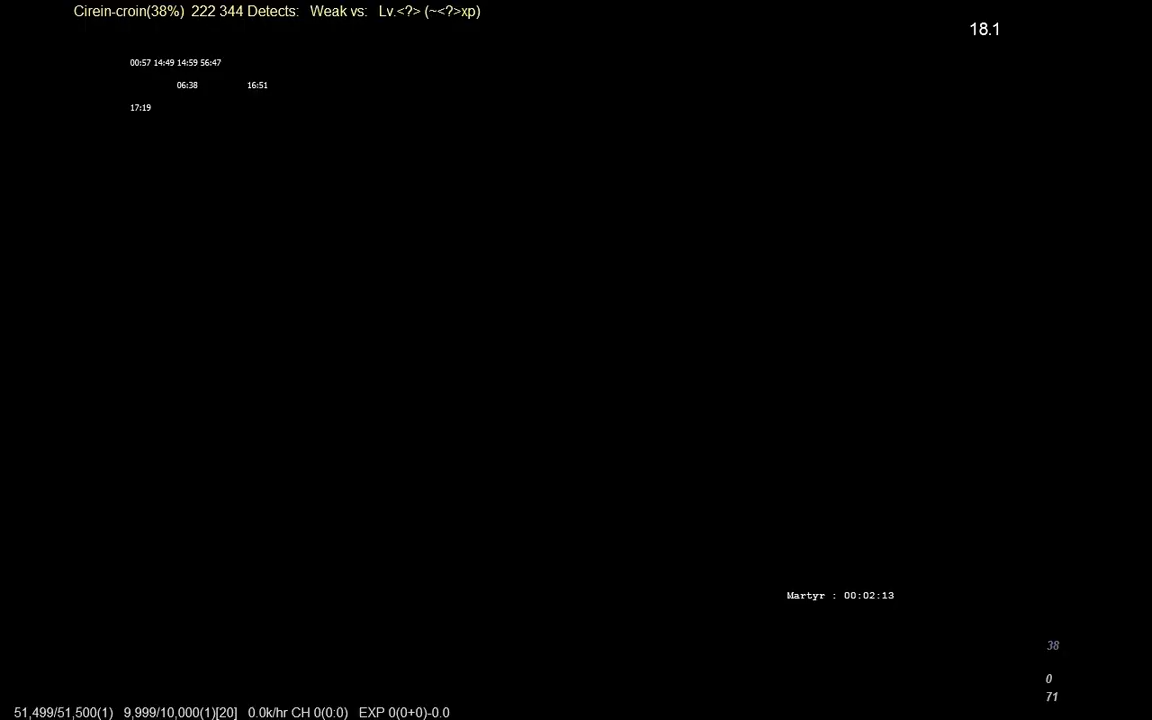 Cirein-croin(38%) 222 344 Detects: Weak vs: Lv.<?> (~<?>xp)
18.1
00:57 14:49 14:59 56:47
06:38 16:51
17:19
Martyr : 00:02:13
38
0
71
51,499/51,500(1) 9,999/10,000(1)[20] 0.0k/hr CH 0(0:0) EXP 0(0+0)-0.0